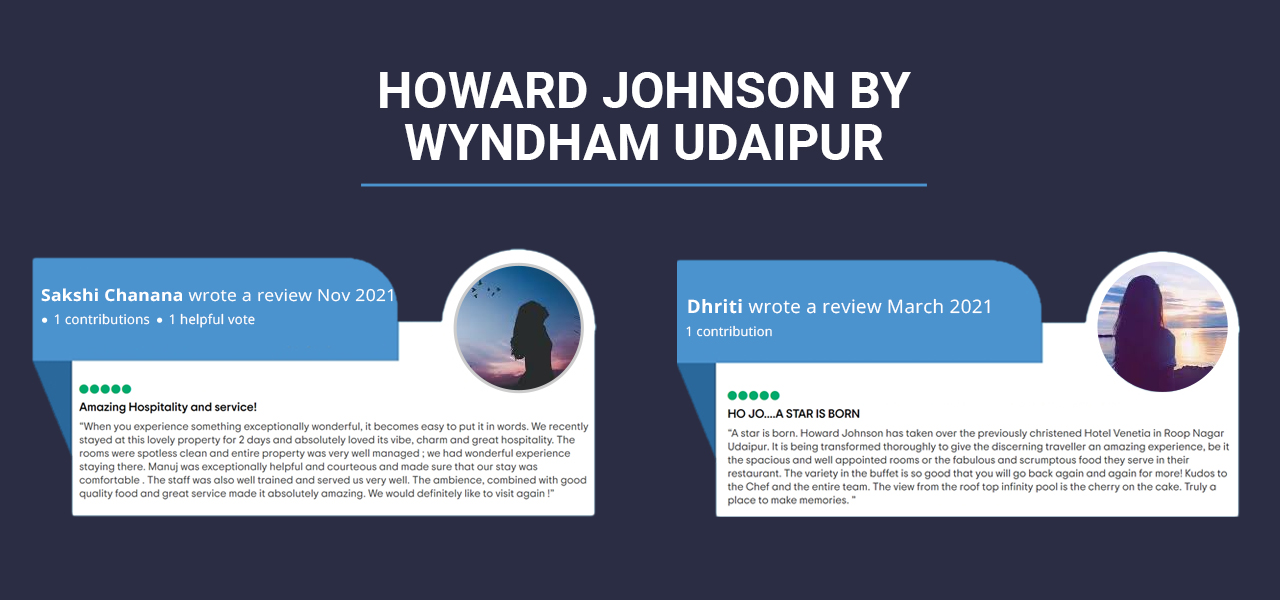 HOWARD JOHNSON BY
WYNDHAM UDAIPUR
Sakshi Chanana wrote a review Nov 2021
• 1 contributions • 1 helpful vote
Amazing Hospitality and service!
"When you experience something exceptionally wonderful, it becomes easy to put it in words. We recently
stayed at this lovely property for 2 days and absolutely loved its vibe, charm and great hospitality. The
rooms were spotless clean and entire property was very well managed ; we had wonderful experience
staying there. Manuj was exceptionally helpful and courteous and made sure that our stay was
comfortable . The staff was also well trained and served us very well. The ambience, combined with good
quality food and great service made it absolutely amazing. We would definitely like to visit again !"
Dhriti wrote a review March 2021
1 contribution
HO JO....A STAR IS BORN
"A star is born. Howard Johnson has taken over the previously christened Hotel Venetia in Roop Nagar
Udaipur. It is being transformed thoroughly to give the discerning traveller an amazing experience, be it
the spacious and well appointed rooms or the fabulous and scrumptous food they serve in their
restaurant. The variety in the buffet is so good that you will go back again and again for more! Kudos to
the Chef and the entire team. The view from the roof top infinity pool is the cherry on the cake. Truly a
place to make memories. "